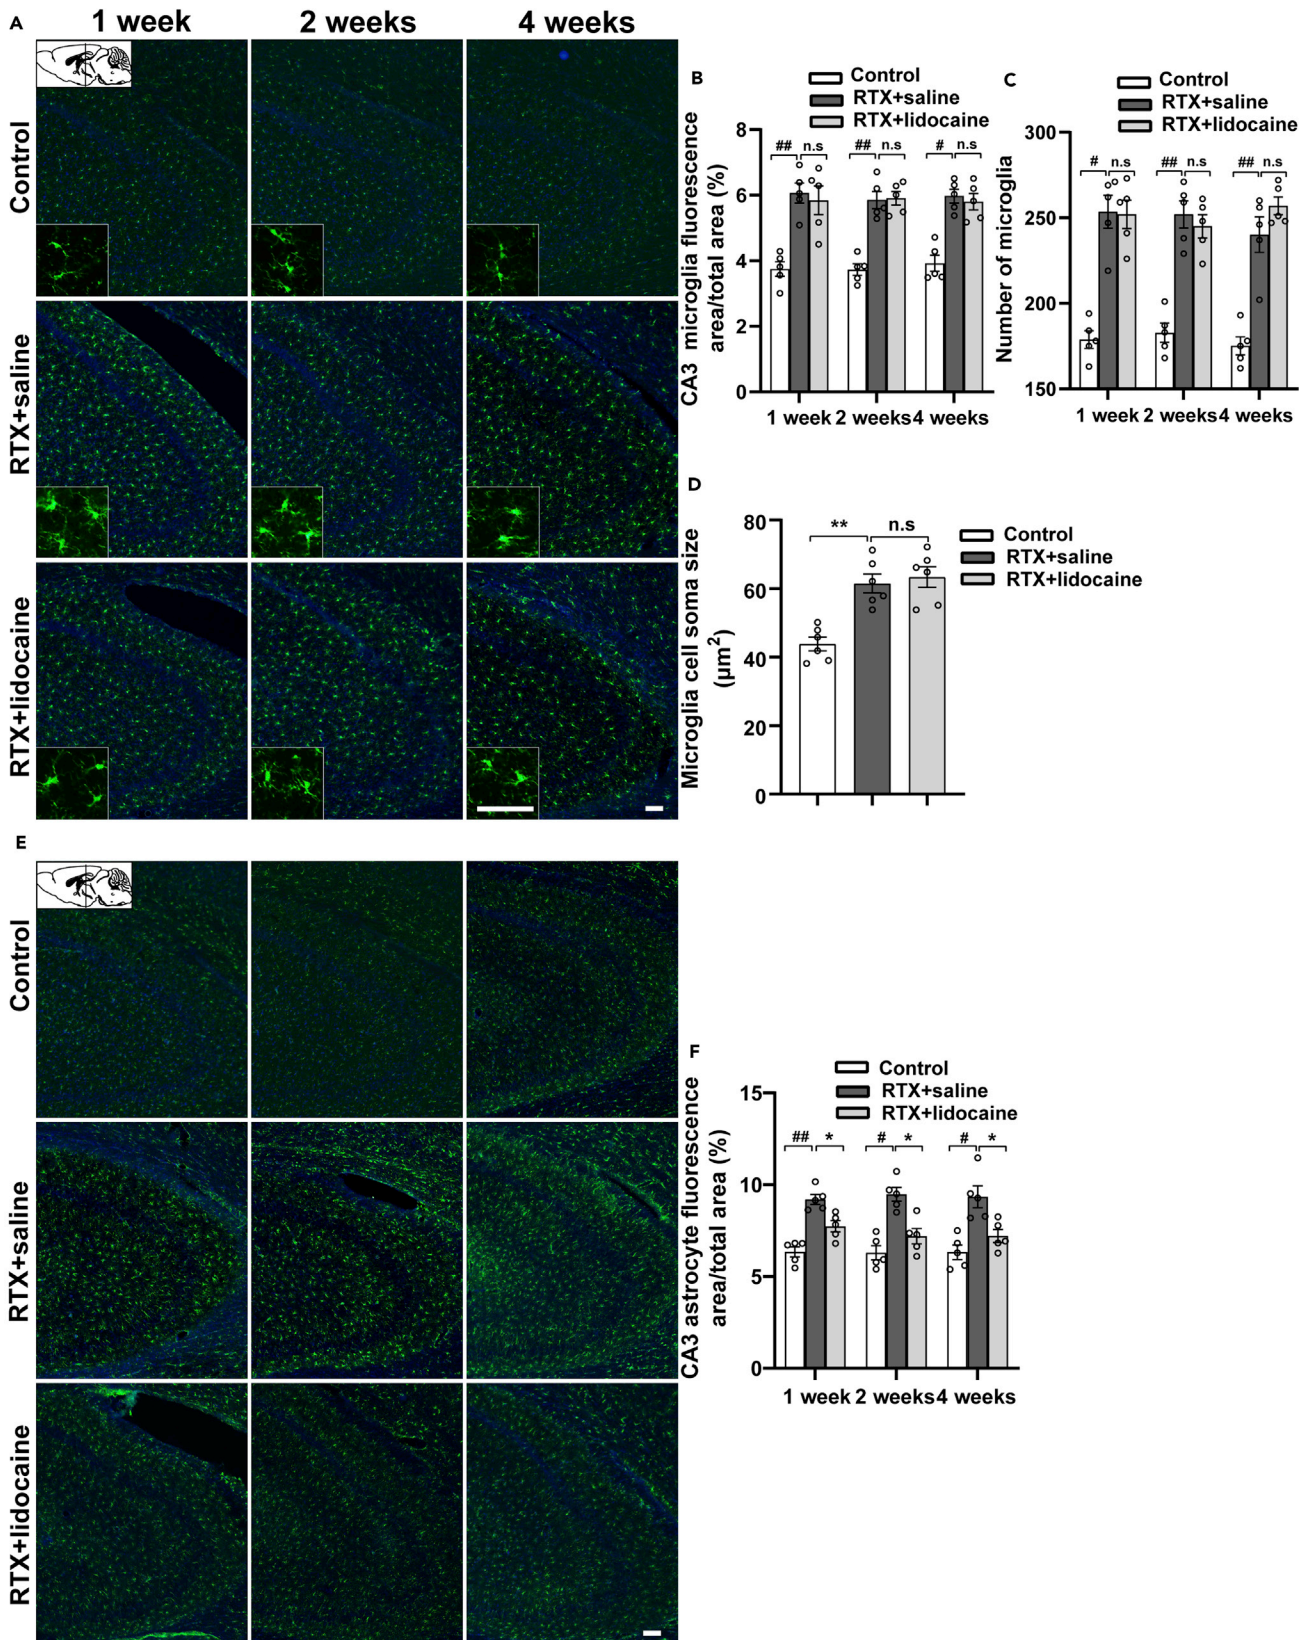 A
1 week
2 weeks
4 weeks
Control
RTX+saline
RTX+lidocaine
B
Control
RTX+saline
RTX+lidocaine
CA3 microglia fluorescence
area/total area (%)
8
6
4
2
0
## n.s
## n.s
# n.s
1 week 2 weeks 4 weeks
C
Control
RTX+saline
RTX+lidocaine
Number of microglia
300
250
200
150
# n.s
## n.s
## n.s
1 week 2 weeks 4 weeks
D
Microglia cell soma size
(µm²)
80
60
40
20
0
** n.s
Control
RTX+saline
RTX+lidocaine
E
Control
RTX+saline
RTX+lidocaine
F
Control
RTX+saline
RTX+lidocaine
CA3 astrocyte fluorescence
area/total area (%)
15
10
5
0
## *
# *
# *
1 week 2 weeks 4 weeks